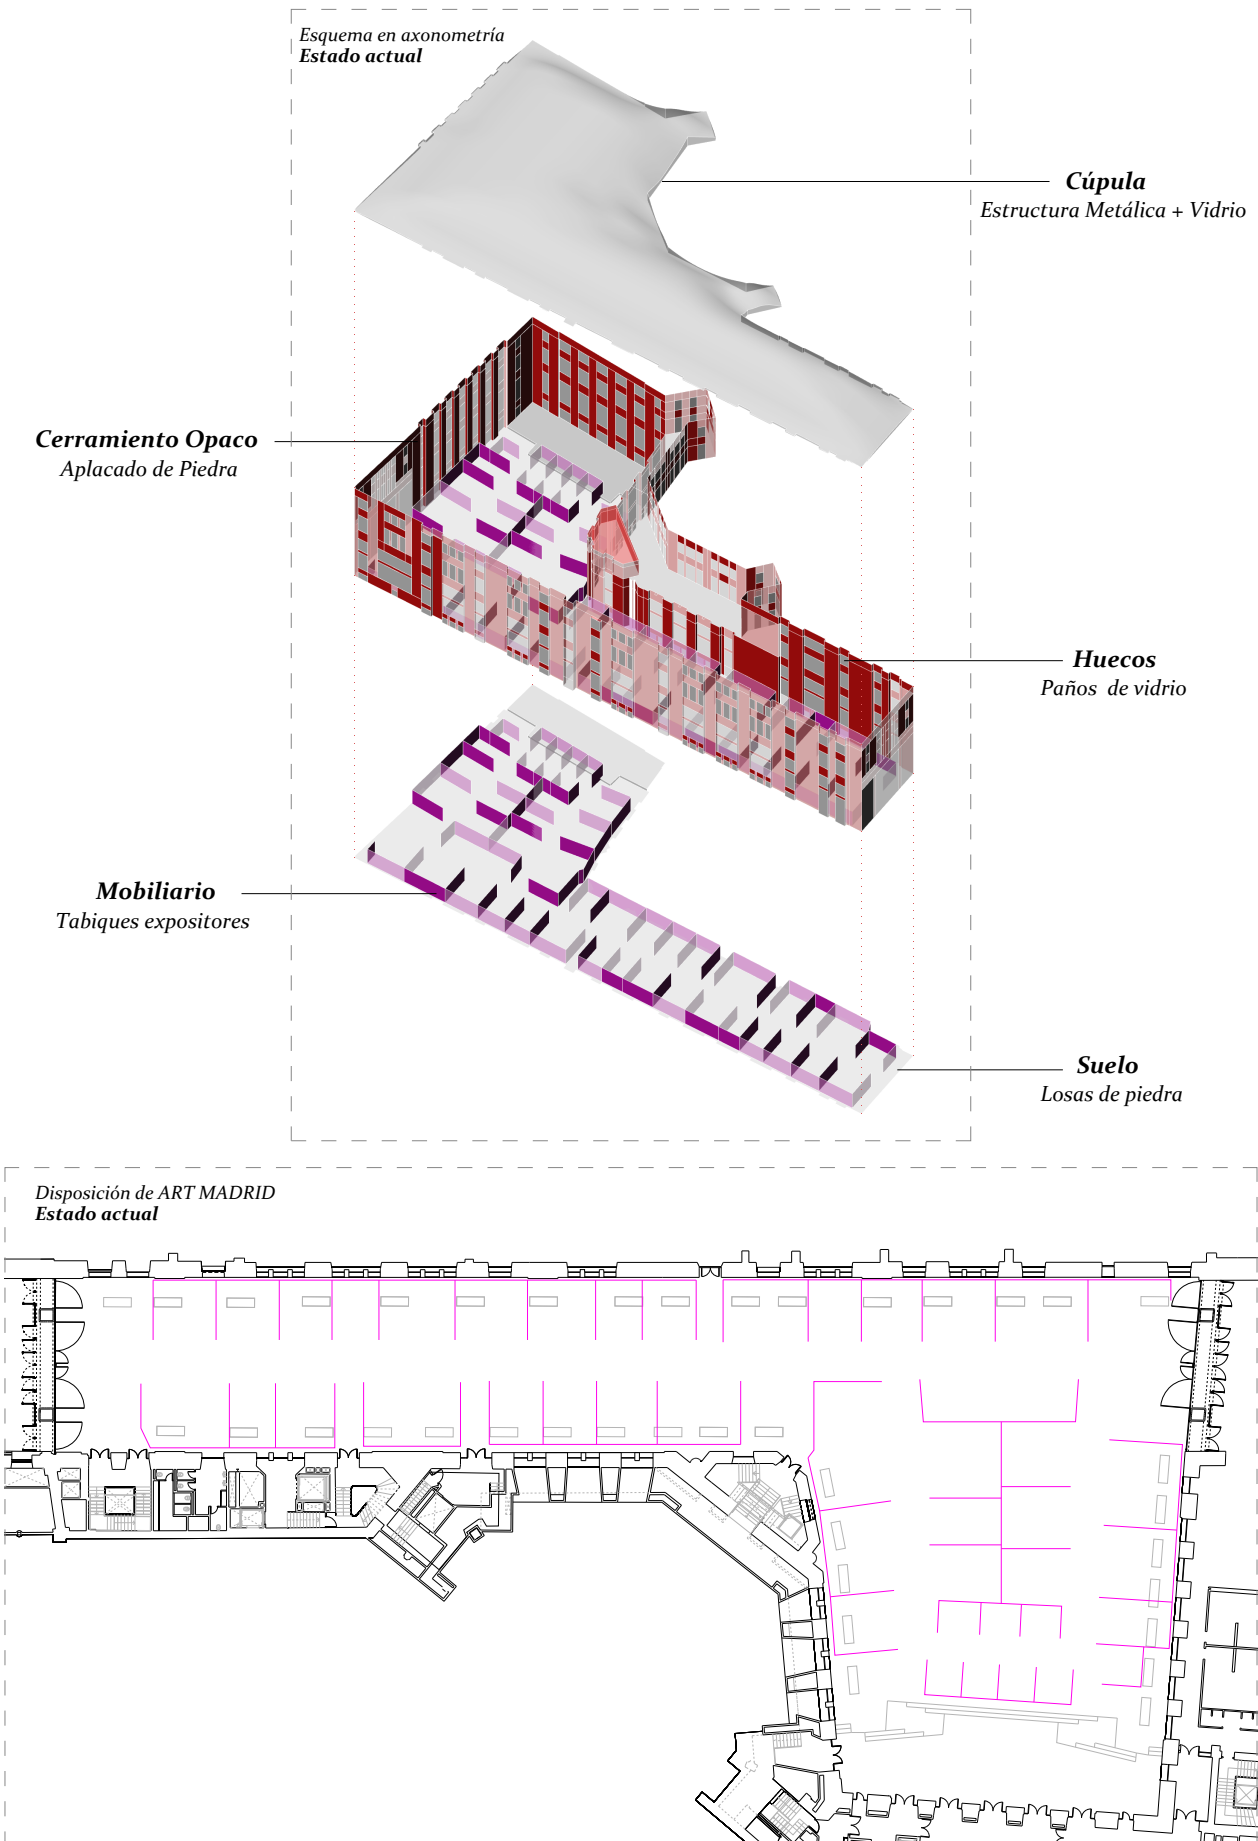 Esquema en axonometría
Estado actual
Cúpula
Estructura Metálica + Vidrio
Cerramiento Opaco
Aplacado de Piedra
Huecos
Paños de vidrio
Mobiliario
Tabiques expositores
Suelo
Losas de piedra
Disposición de ART MADRID
Estado actual